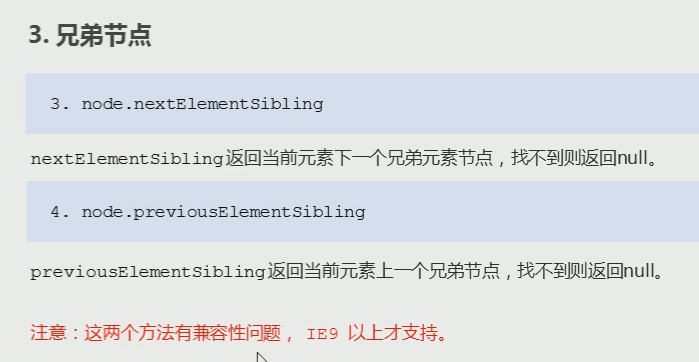 3. 兄弟节点
3. node.nextElementSibling
nextElementSibling返回当前元素下一个兄弟元素节点，找不到则返回null。
4. node.previousElementSibling
previousElementSibling返回当前元素上一个兄弟节点，找不到则返回null。
注意：这两个方法有兼容性问题， IE9 以上才支持。